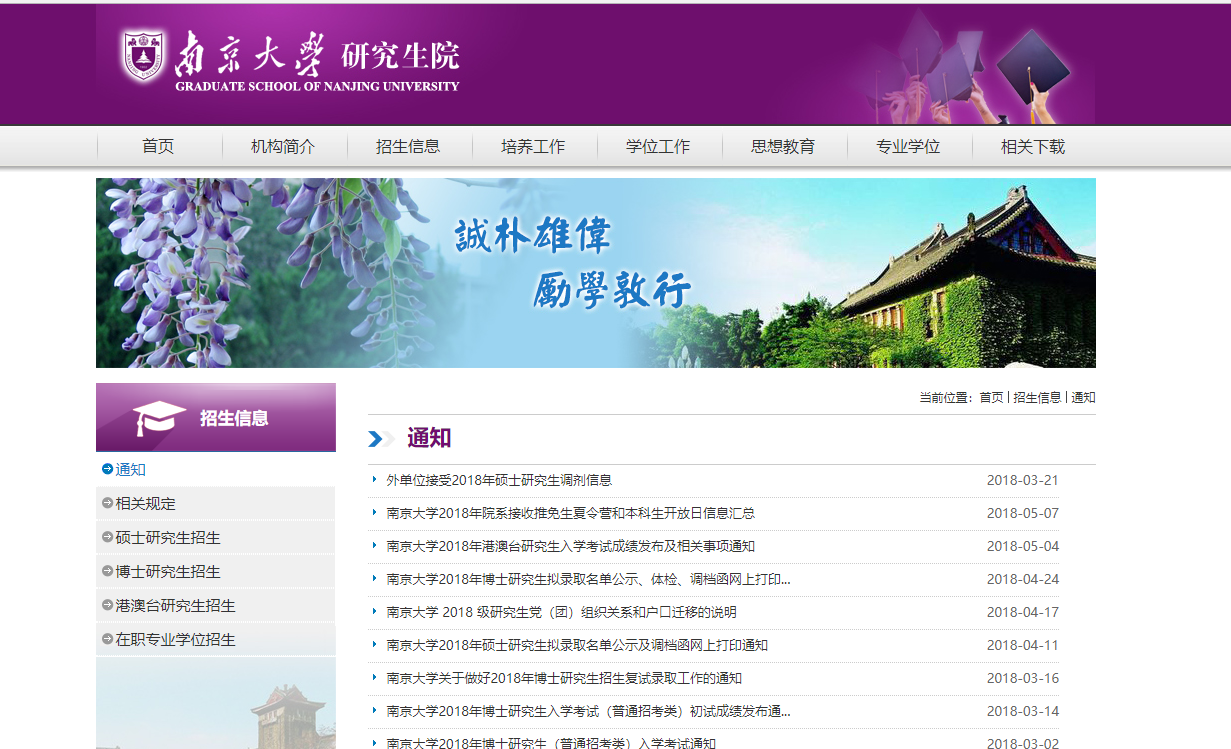 南京大学 研究生院
GRADUATE SCHOOL OF NANJING UNIVERSITY
首页 机构简介 招生信息 培养工作 学位工作 思想教育 专业学位 相关下载
誠朴雄偉
勵學敦行
招生信息
通知
相关规定
硕士研究生招生
博士研究生招生
港澳台研究生招生
在职专业学位招生
当前位置：首页 | 招生信息 | 通知
通知
外单位接受2018年硕士研究生调剂信息 2018-03-21
南京大学2018年院系接收推免生夏令营和本科生开放日信息汇总 2018-05-07
南京大学2018年港澳台研究生入学考试成绩发布及相关事项通知 2018-05-04
南京大学2018年博士研究生拟录取名单公示、体检、调档函网上打印... 2018-04-24
南京大学 2018 级研究生党（团）组织关系和户口迁移的说明 2018-04-17
南京大学2018年硕士研究生拟录取名单公示及调档函网上打印通知 2018-04-11
南京大学关于做好2018年博士研究生招生复试录取工作的通知 2018-03-16
南京大学2018年博士研究生入学考试（普通招考类）初试成绩发布通... 2018-03-14
南京大学2018年博士研究生（普通招考类）入学考试通知 2018-03-02